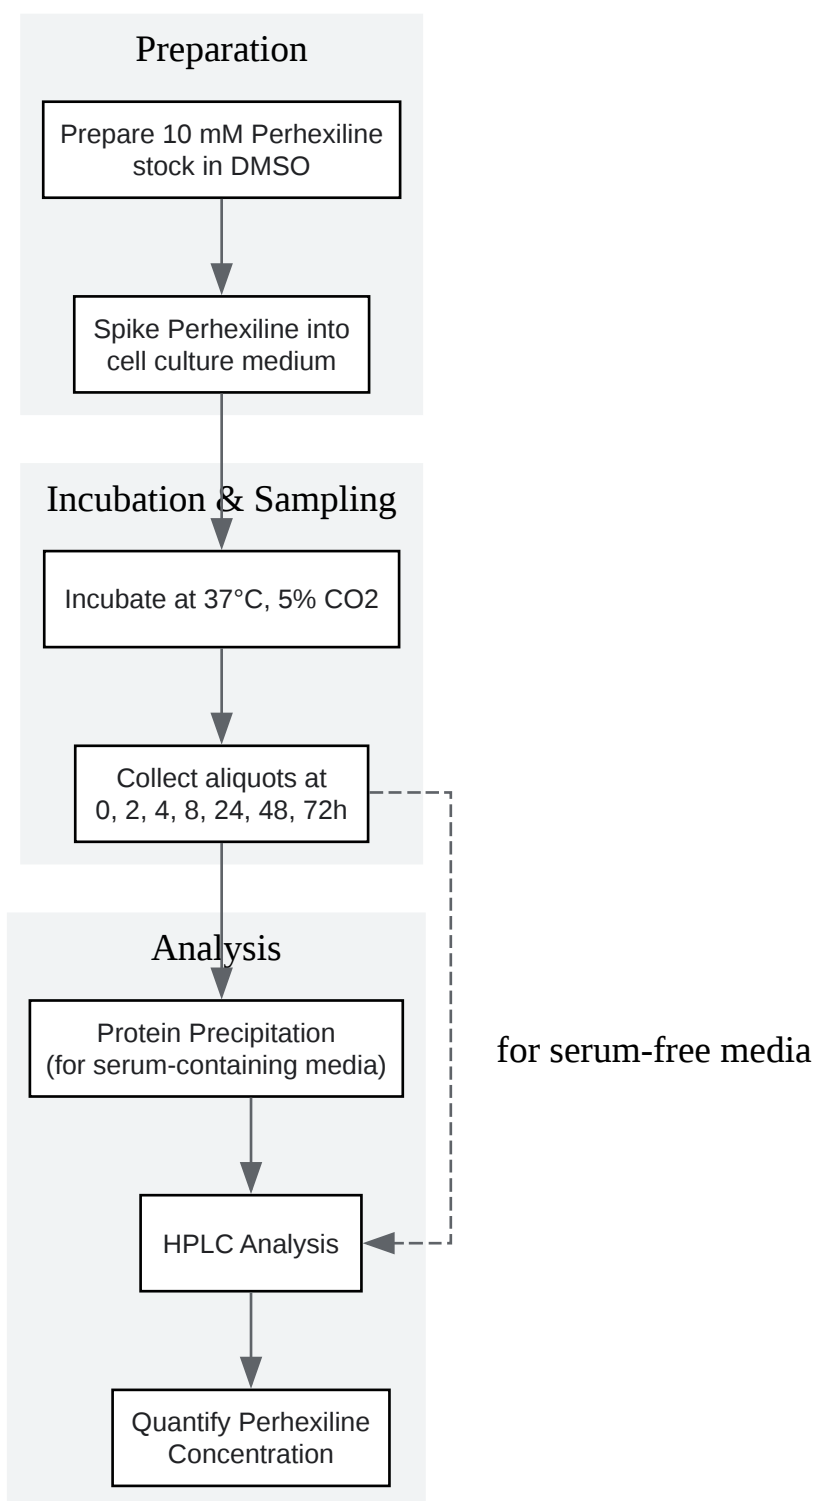 Preparation
Prepare 10 mM Perhexiline
stock in DMSO
Spike Perhexiline into
cell culture medium
Incubation & Sampling
Incubate at 37°C, 5% CO2
Collect aliquots at
0, 2, 4, 8, 24, 48, 72h
Analysis
Protein Precipitation
(for serum-containing media)
for serum-free media
HPLC Analysis
Quantify Perhexiline
Concentration